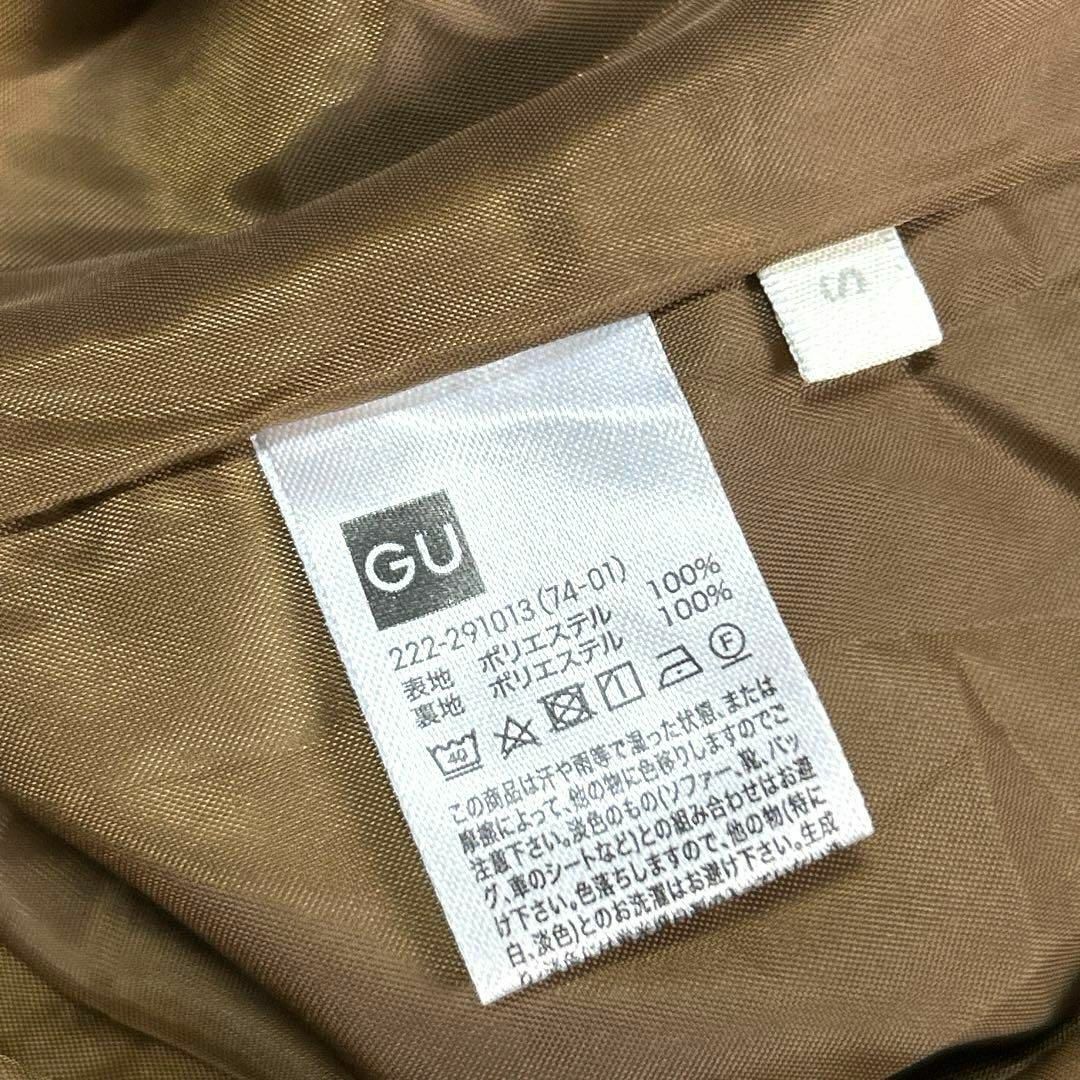 S
GU
222-291013(74-01)
表地 ポリエステル 100%
裏地 ポリエステル 100%
40 1 F
この商品は汗や雨等で湿った状態、または
摩擦によって、他の物に色移りしますのでご
注意下さい。淡色のもの(ソファー、靴、バッ
グ、車のシートなど)との組み合わせはお避
け下さい。色落ちしますので、他の物(特に
白、淡色)とのお洗濯はお避け下さい。生成